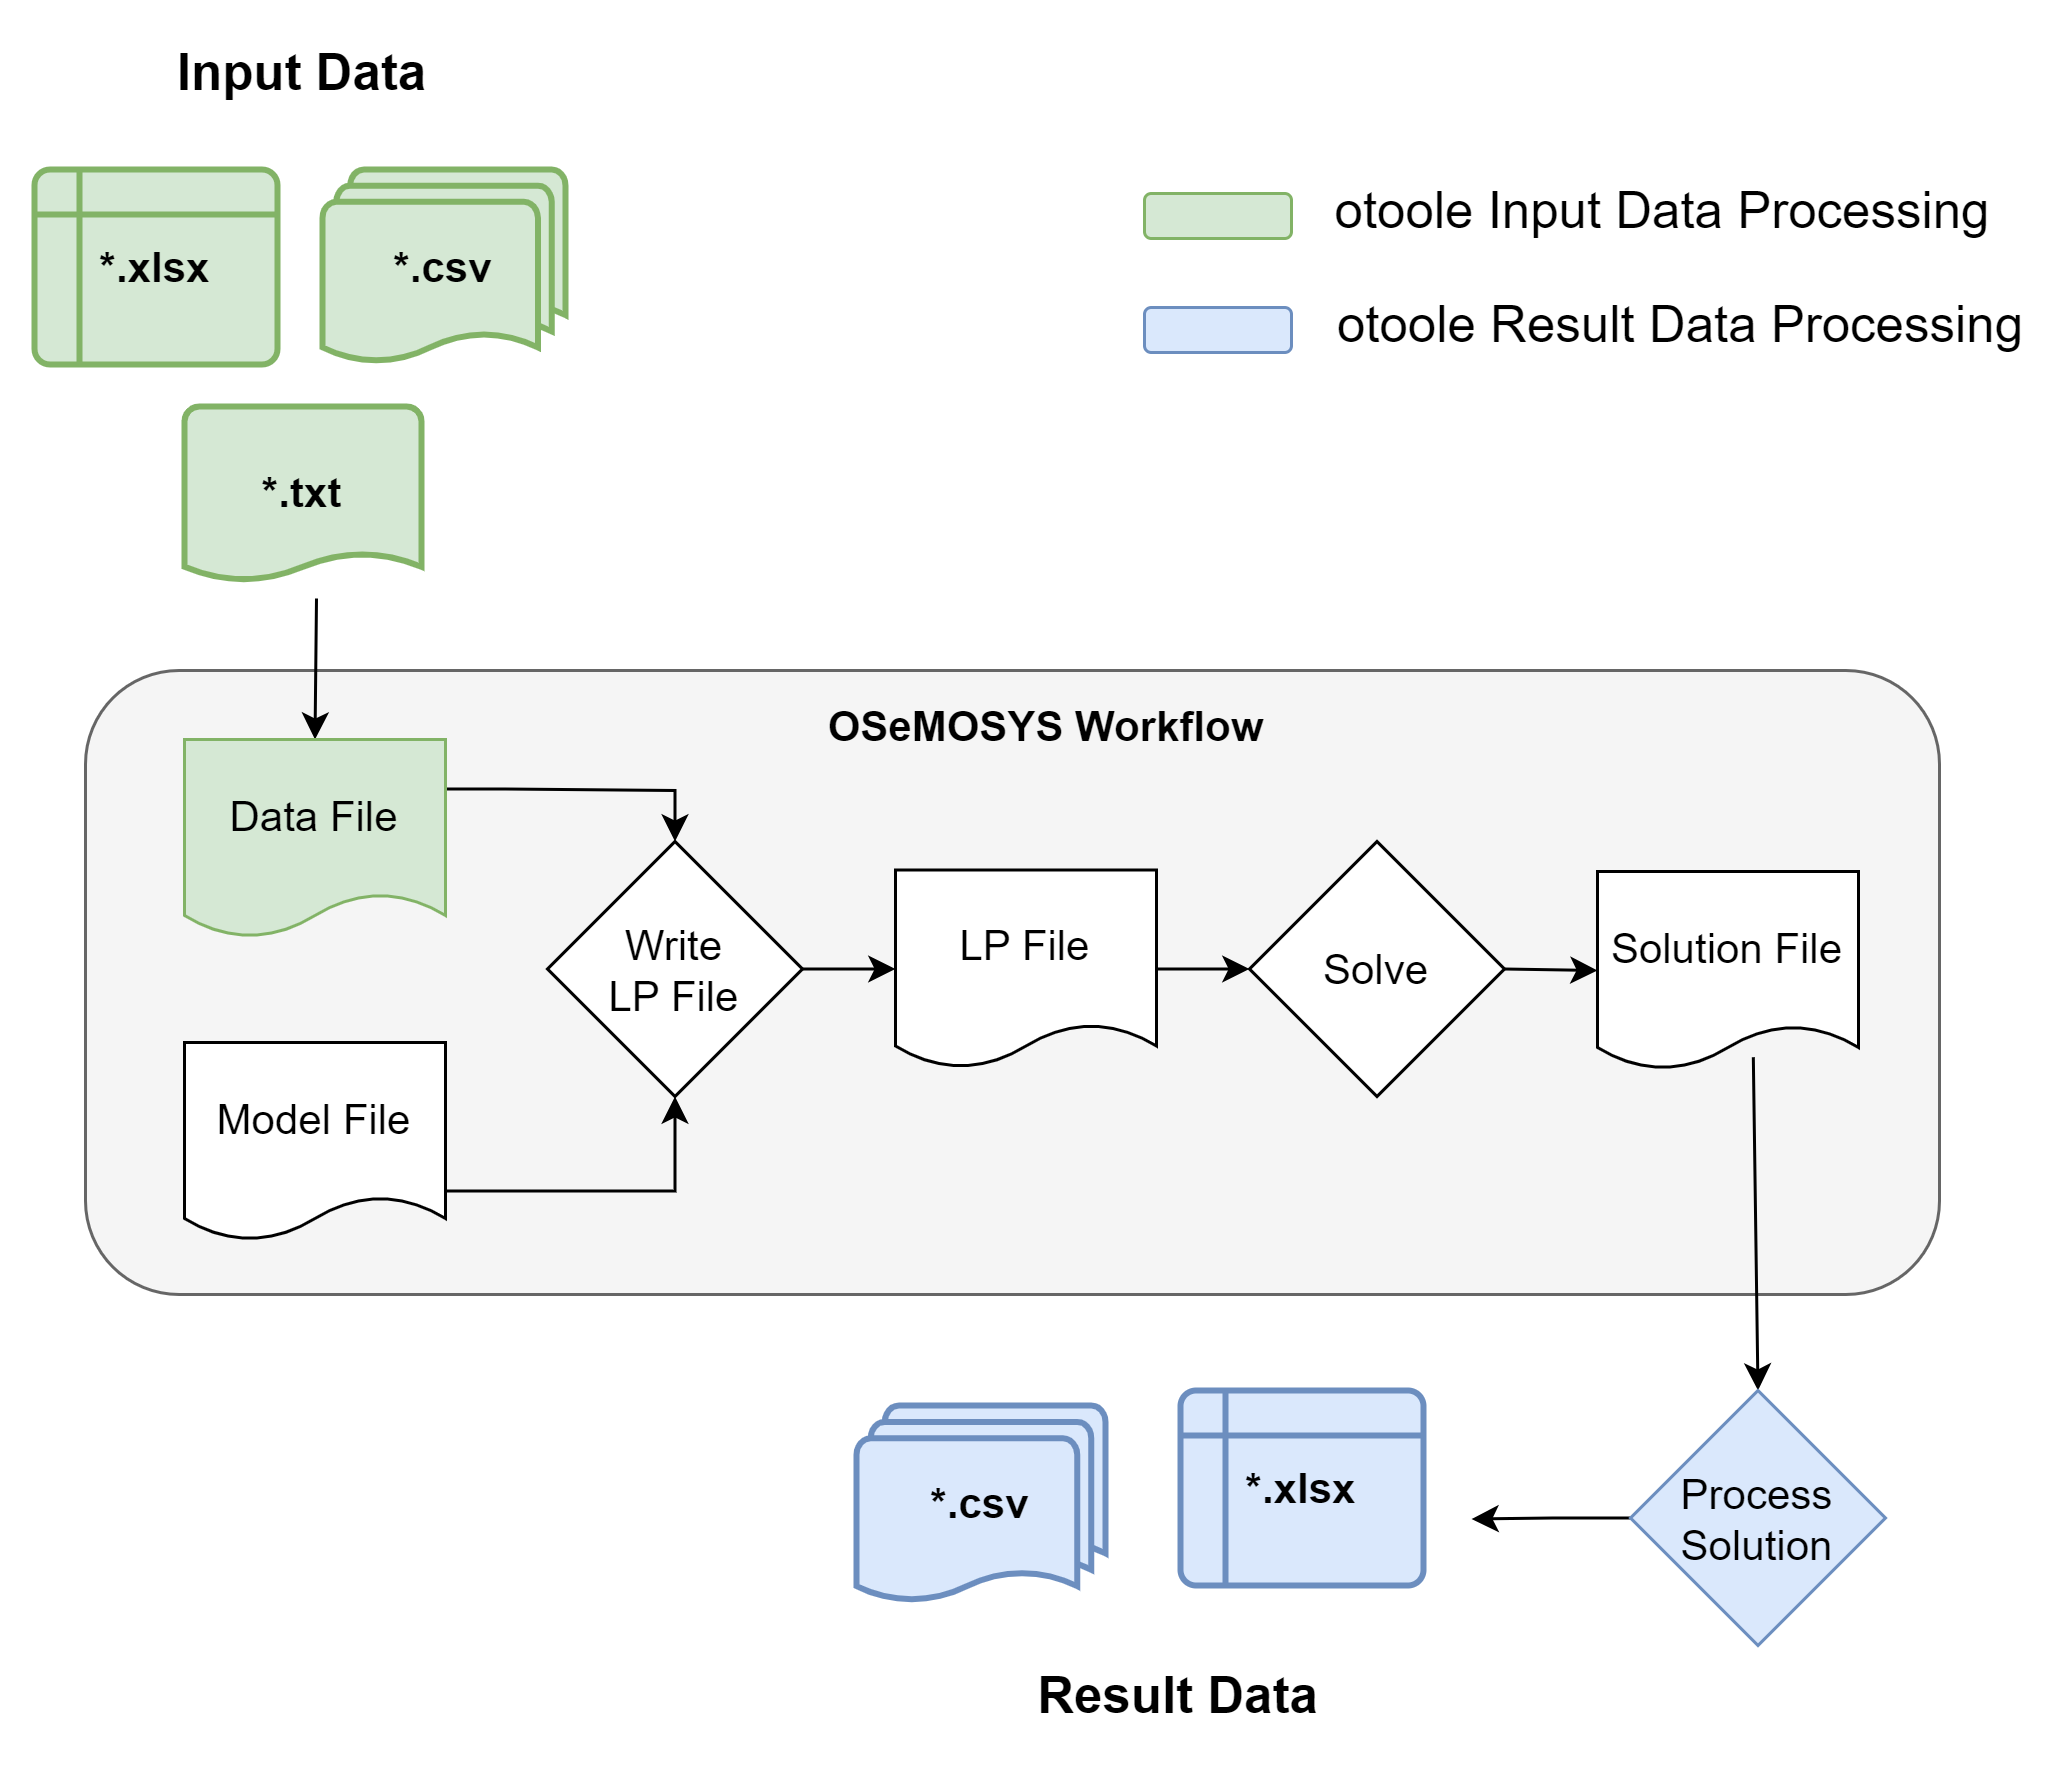 Input Data
*.xlsx
*.csv
*.txt
otoole Input Data Processing
otoole Result Data Processing
OSeMOSYS Workflow
Data File
Model File
Write
LP File
LP File
Solve
Solution File
Process
Solution
*.csv
*.xlsx
Result Data